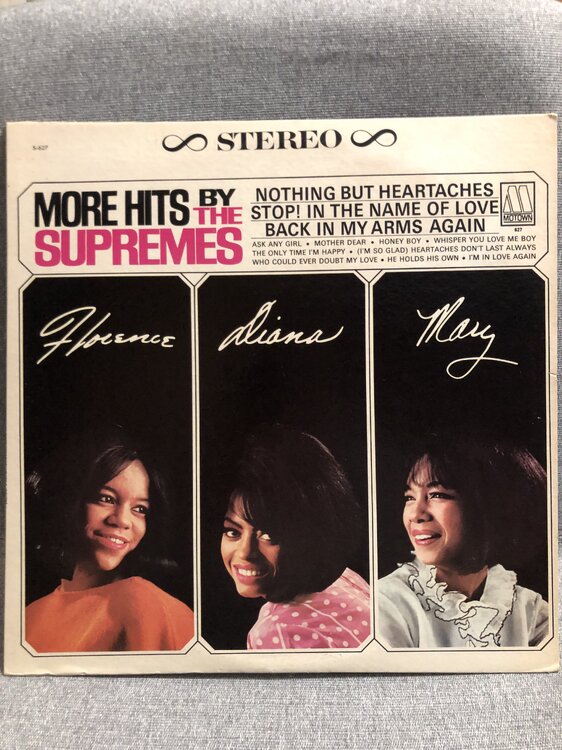 S-627
∞ STEREO ∞
MORE HITS BY THE
SUPREMES
NOTHING BUT HEARTACHES
STOP! IN THE NAME OF LOVE
BACK IN MY ARMS AGAIN
ASK ANY GIRL • MOTHER DEAR • HONEY BOY • WHISPER YOU LOVE ME BOY
THE ONLY TIME I'M HAPPY • (I'M SO GLAD) HEARTACHES DON'T LAST ALWAYS
WHO COULD EVER DOUBT MY LOVE • HE HOLDS HIS OWN • I'M IN LOVE AGAIN
M
MOTOWN
627
Florence
Diana
Mary